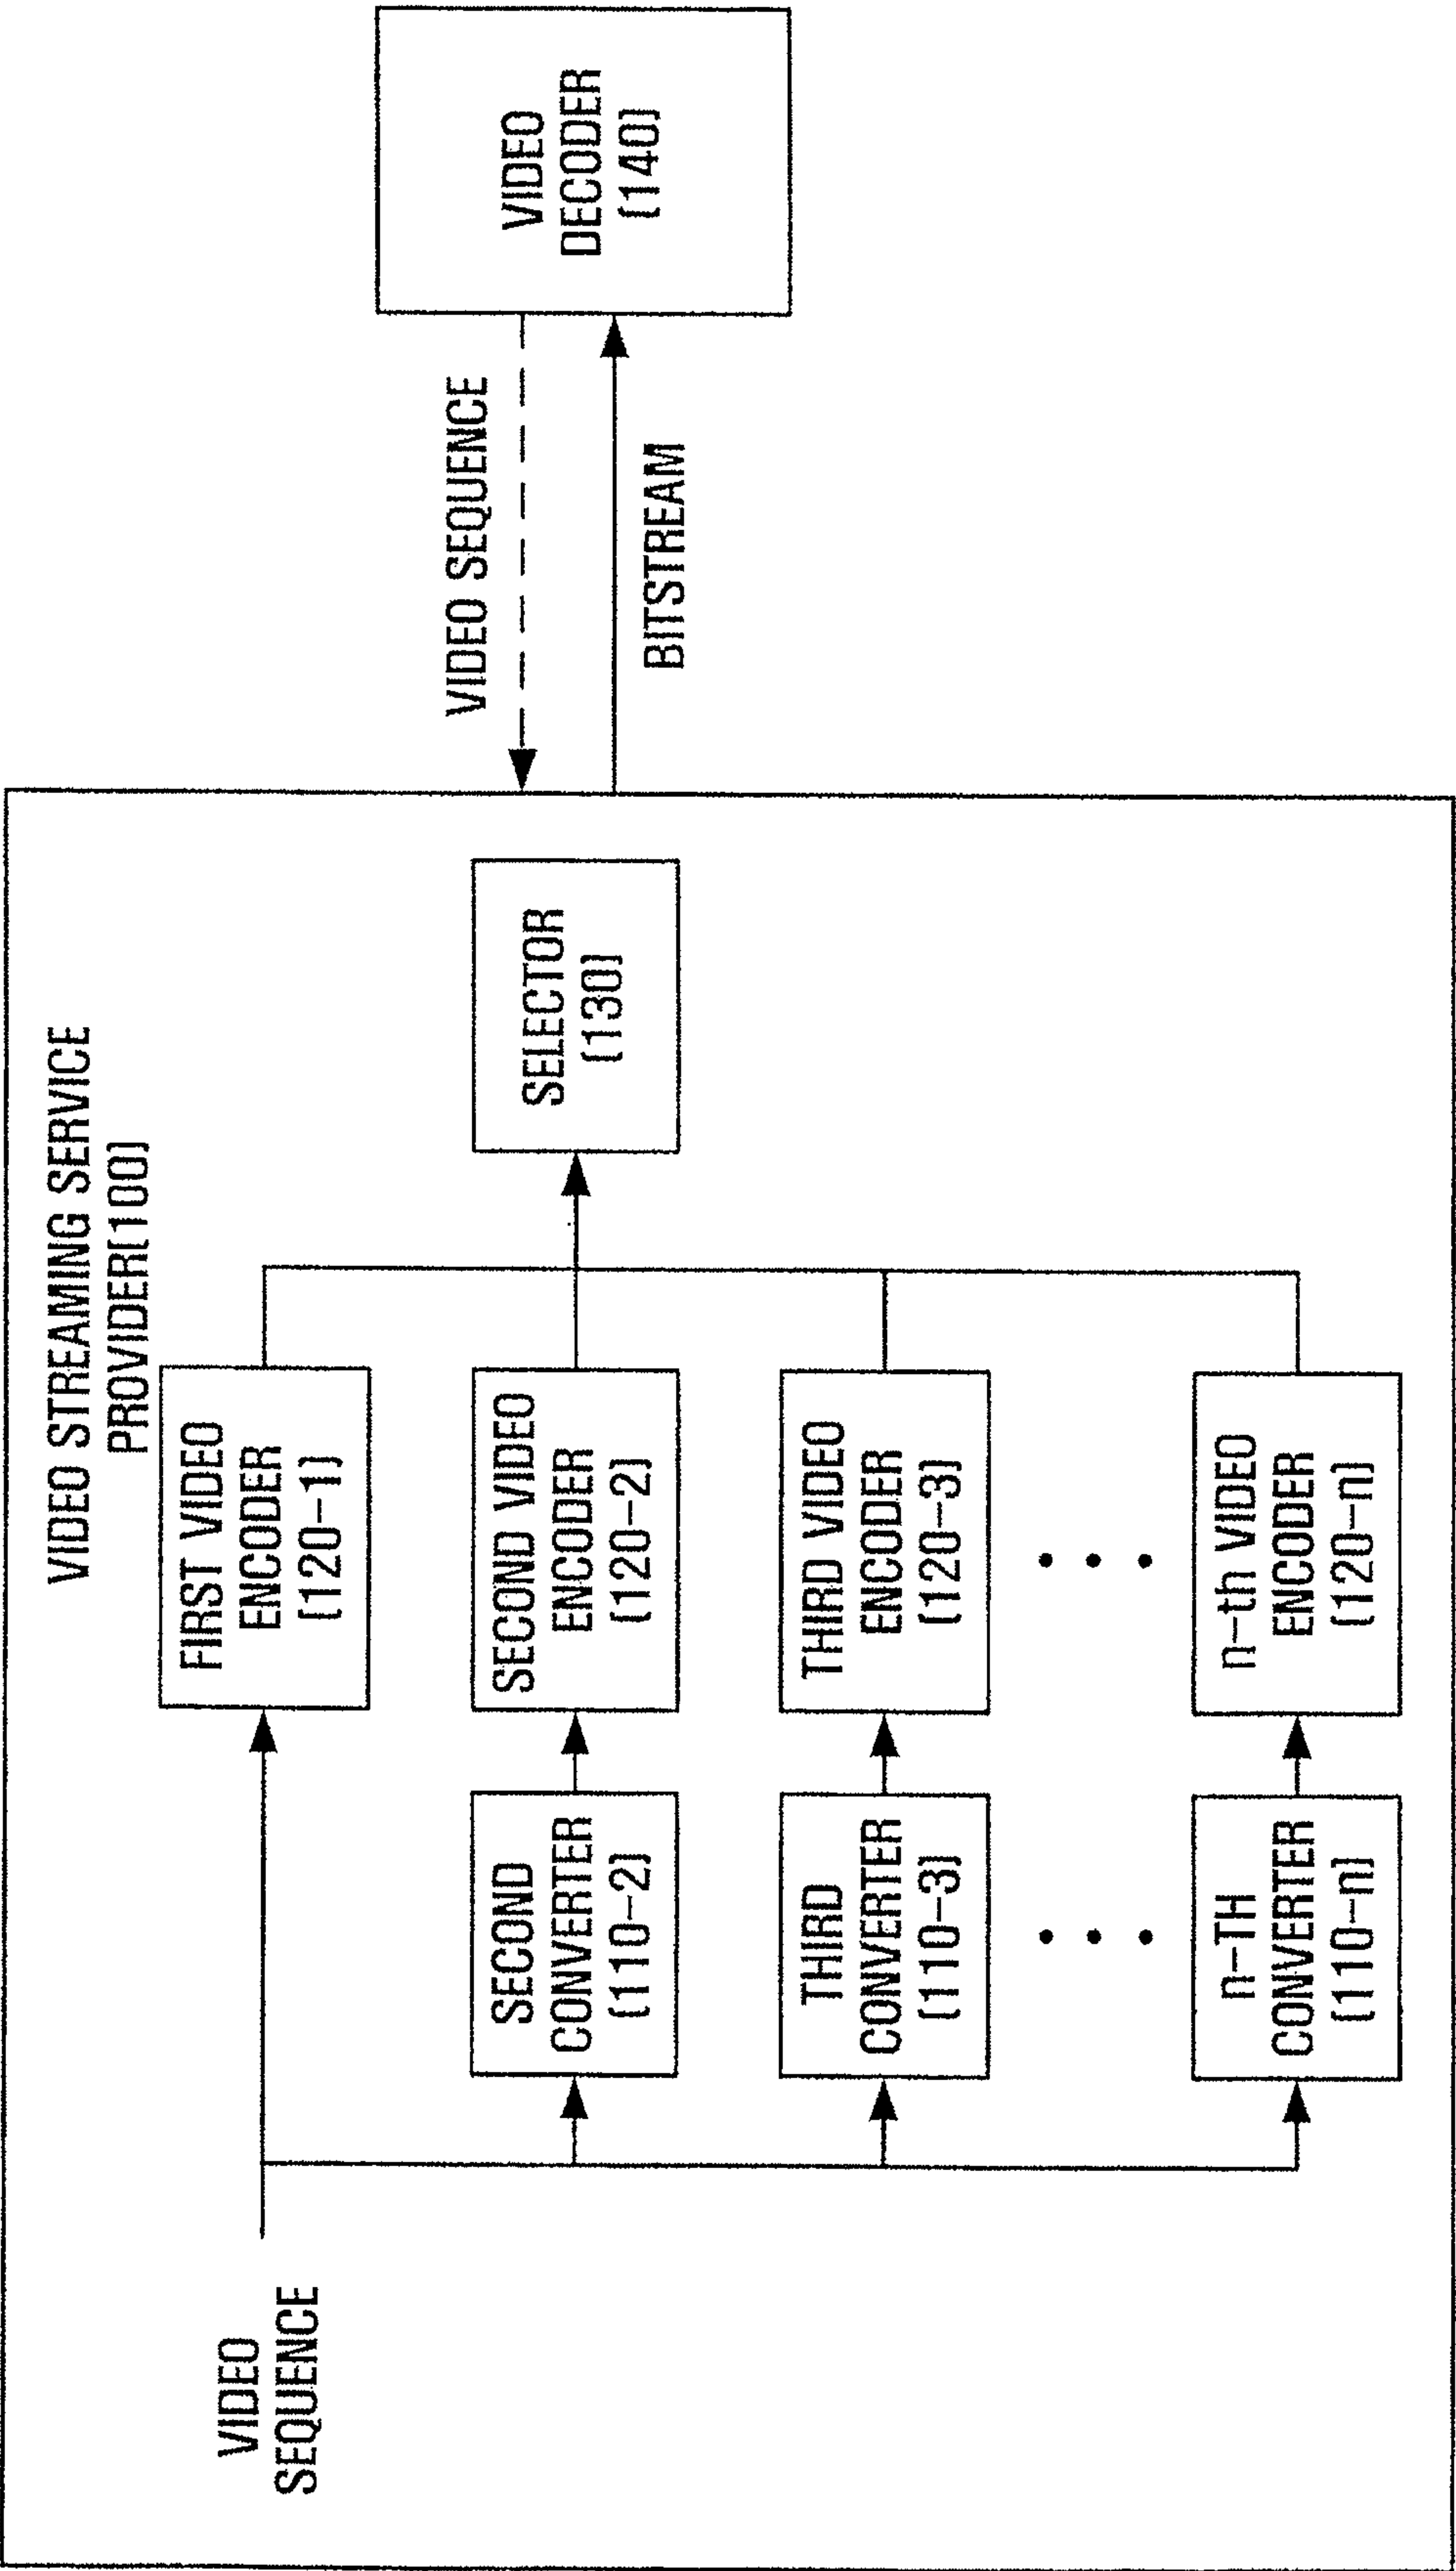 VIDEO STREAMING SERVICE
PROVIDER(100)
VIDEO
SEQUENCE
FIRST VIDEO
ENCODER
(120-1)
SECOND
CONVERTER
(110-2)
SECOND VIDEO
ENCODER
(120-2)
SELECTOR
(130)
THIRD
CONVERTER
(110-3)
THIRD VIDEO
ENCODER
(120-3)
n-TH
CONVERTER
(110-n)
n-th VIDEO
ENCODER
(120-n)
VIDEO SEQUENCE
BITSTREAM
VIDEO
DECODER
(140)